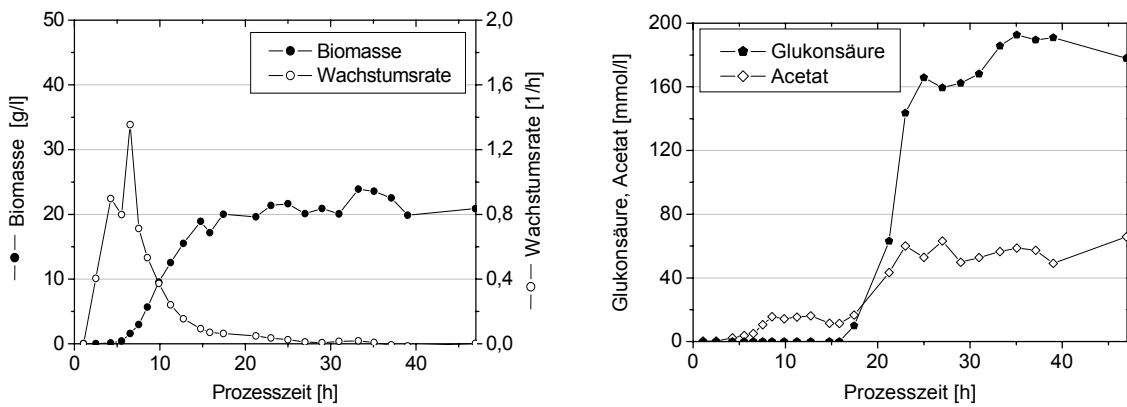 50
40
30
20
10
0
Biomasse [g/l]
Biomasse
Wachstumsrate
2,0
1,6
1,2
0,8
0,4
0,0
Wachstumsrate [1/h]
0 10 20 30 40
Prozesszeit [h]
200
160
120
80
40
0
Glukonsäure, Acetat [mmol/l]
Glukonsäure
Acetat
0 10 20 30 40
Prozesszeit [h]